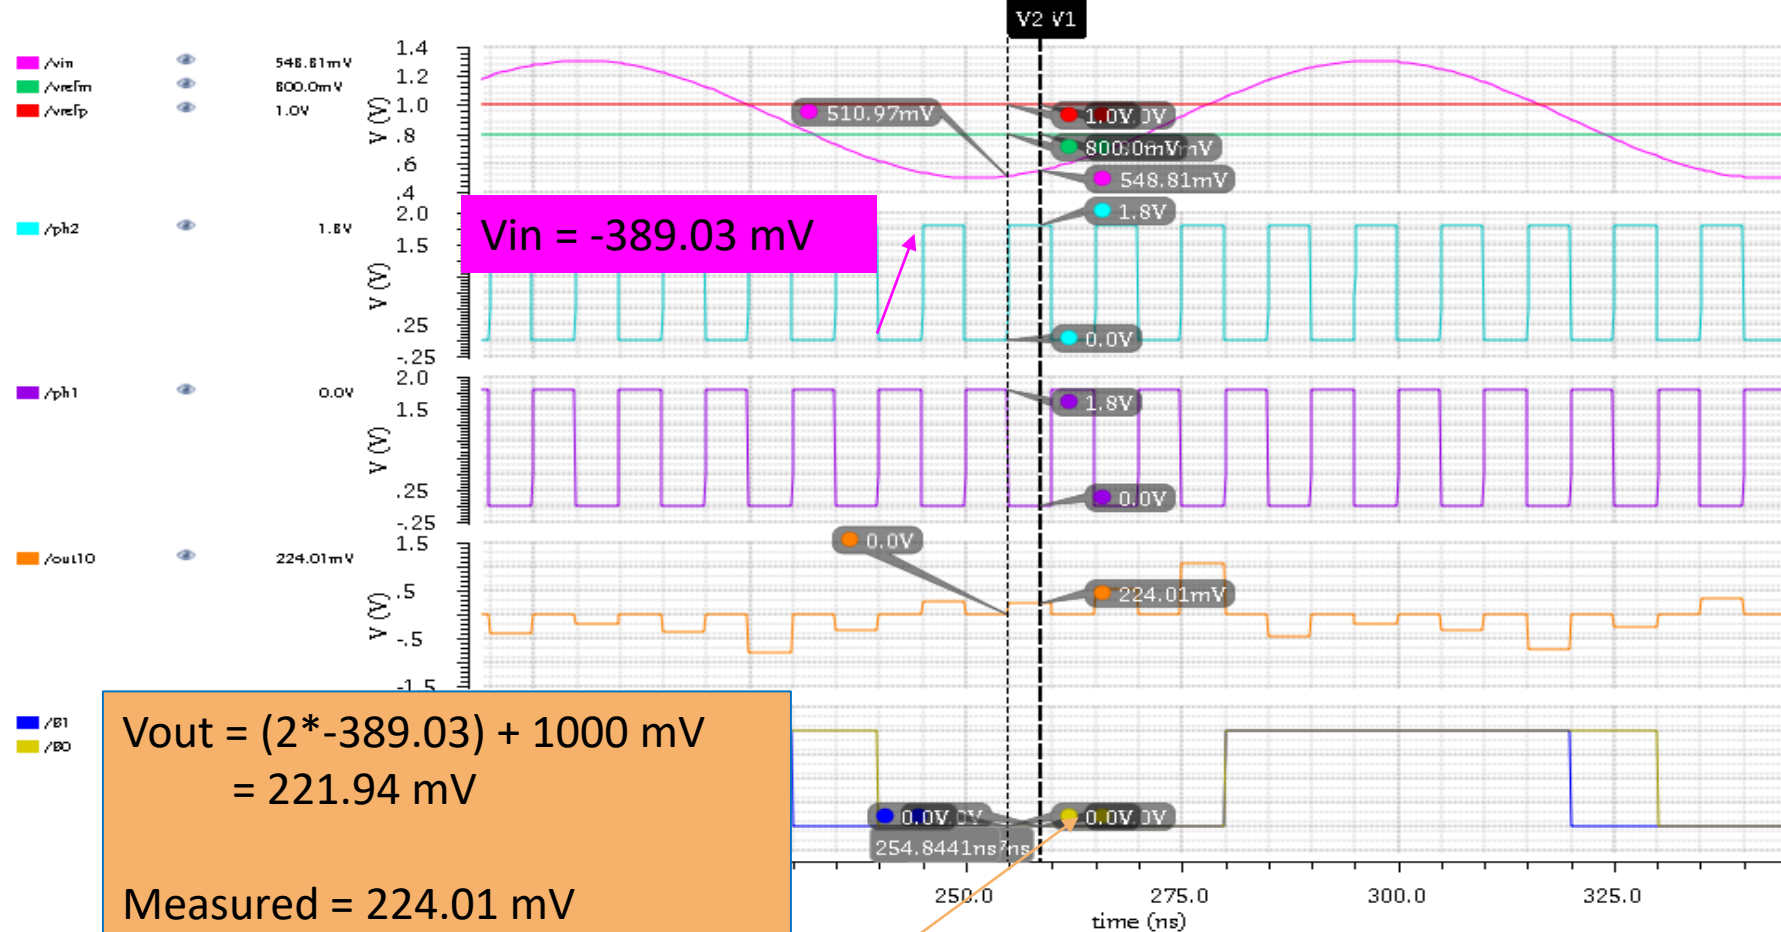 V2 V1
/vin 548.81mV
/vrefm 800.0mV
/vrefp 1.0V
1.4
1.2
1.0
.8
.6
.4
V (V)
510.97mV
1.0V
800.0mV
548.81mV
/ph2 1.8V
2.0
1.5
.25
-.25
V (V)
Vin = -389.03 mV
1.8V
0.0V
/ph1 0.0V
2.0
1.5
.25
-.25
V (V)
1.8V
0.0V
/out10 224.01mV
1.5
.5
-.5
-1.5
V (V)
0.0V
224.01mV
/B1
/B0
Vout = (2*-389.03) + 1000 mV
= 221.94 mV
Measured = 224.01 mV
0.0V
0.0V
254.8441ns
250.0 275.0 300.0 325.0
time (ns)